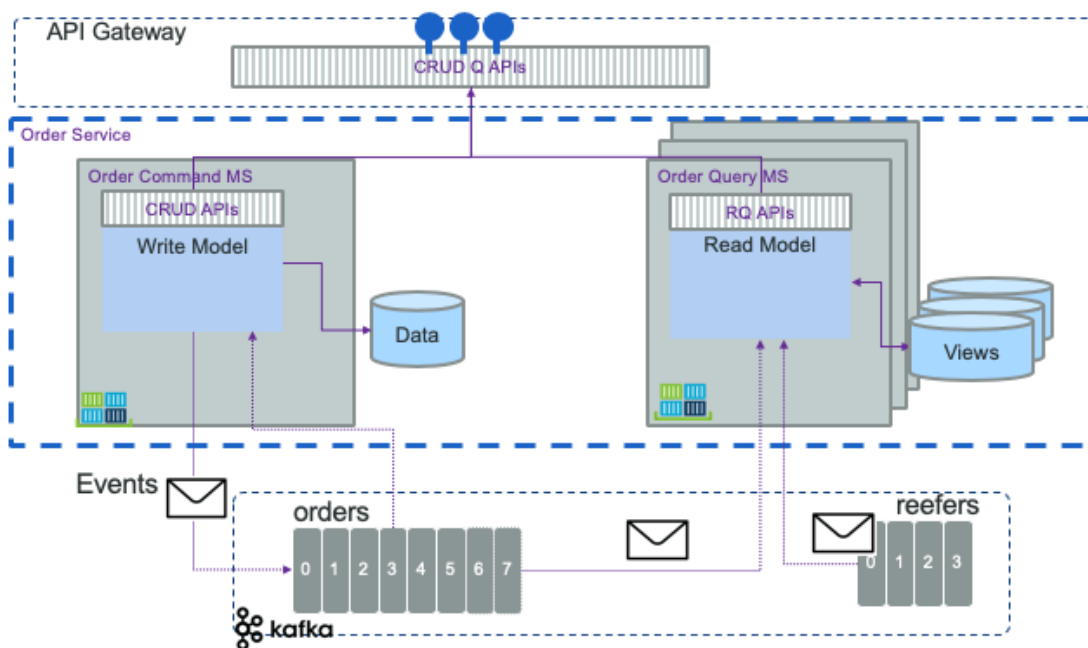 API Gateway
CRUD Q APIs
Order Service
Order Command MS
CRUD APIs
Write Model
Data
Order Query MS
RQ APIs
Read Model
Views
Events
orders
0 1 2 3 4 5 6 7
reefers
0 1 2 3
kafka